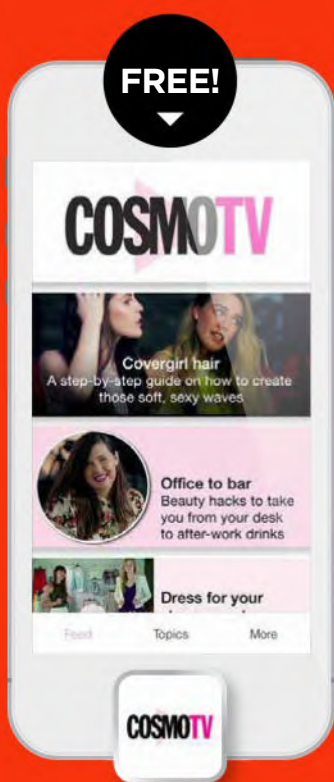 FREE!
COSMOTV
Covergirl hair
A step-by-step guide on how to create
those soft, sexy waves
Office to bar
Beauty hacks to take
you from your desk
to after-work drinks
Dress for your
Feed
Topics
More
COSMOTV